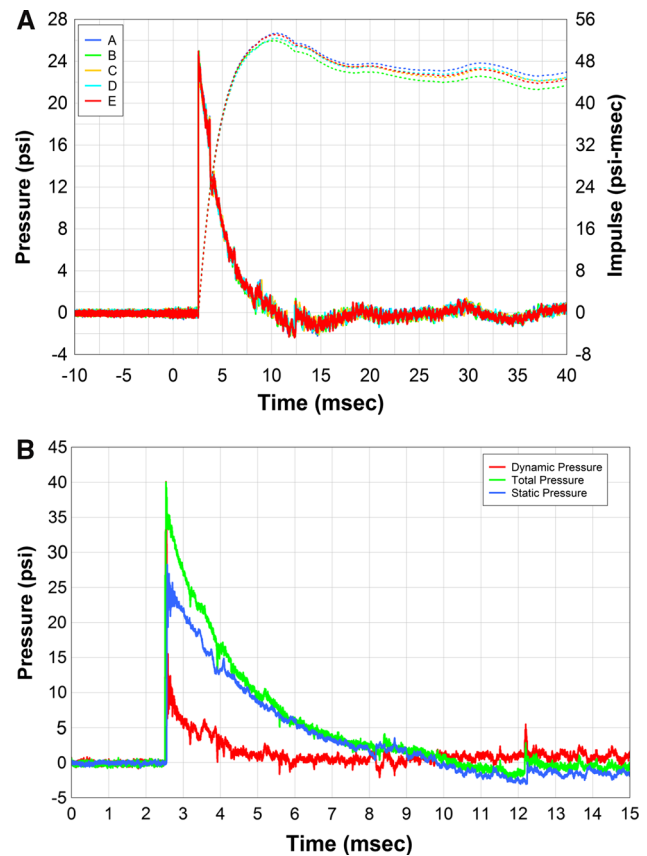 A
28
24
20
16
12
8
4
0
-4
Pressure (psi)
A
B
C
D
E
56
48
40
32
24
16
8
0
-8
Impulse (psi-msec)
-10 -5 0 5 10 15 20 25 30 35 40
Time (msec)
B
45
40
35
30
25
20
15
10
5
0
-5
Pressure (psi)
Dynamic Pressure
Total Pressure
Static Pressure
0 1 2 3 4 5 6 7 8 9 10 11 12 13 14 15
Time (msec)